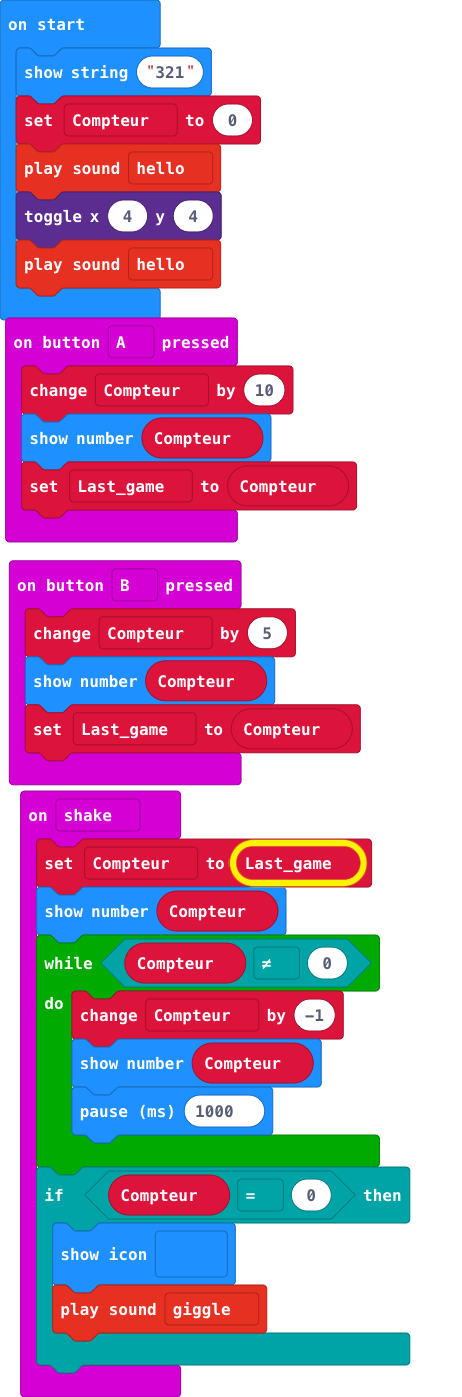 on start
show string "321"
set Compteur to 0
play sound hello
toggle x 4 y 4
play sound hello
on button A pressed
change Compteur by 10
show number Compteur
set Last_game to Compteur
on button B pressed
change Compteur by 5
show number Compteur
set Last_game to Compteur
on shake
set Compteur to Last_game
show number Compteur
while Compteur ≠ 0
do
change Compteur by -1
show number Compteur
pause (ms) 1000
if Compteur = 0 then
show icon
play sound giggle